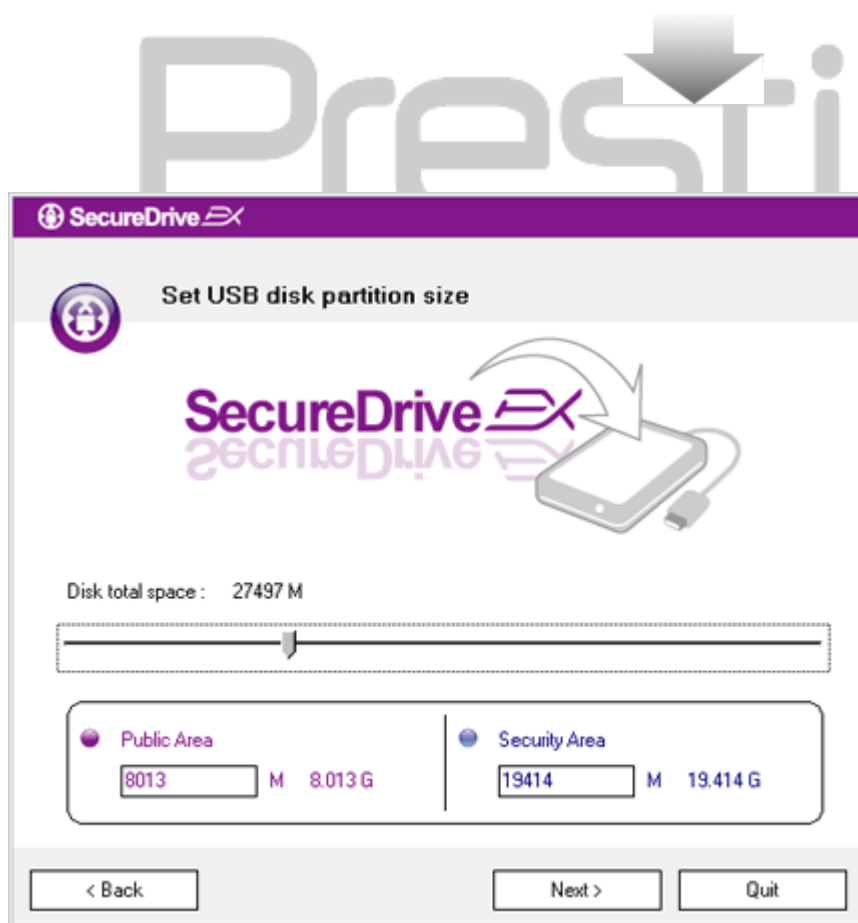 Presti
SecureDrive EX
Set USB disk partition size
SecureDrive EX
Disk total space : 27497 M
Public Area
Security Area
8013 M 8.013 G
19414 M 19.414 G
< Back
Next >
Quit